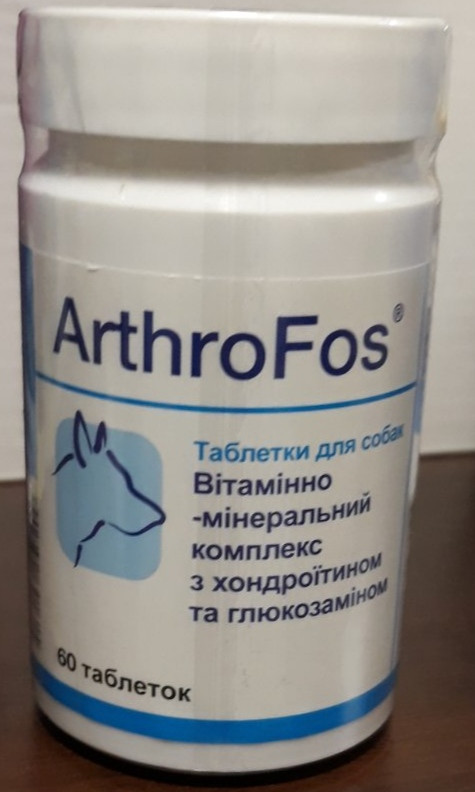 ArthroFos®
Таблетки для собак
Вітамінно
-мінеральний
комплекс
з хондроїтином
та глюкозаміном
60 таблеток